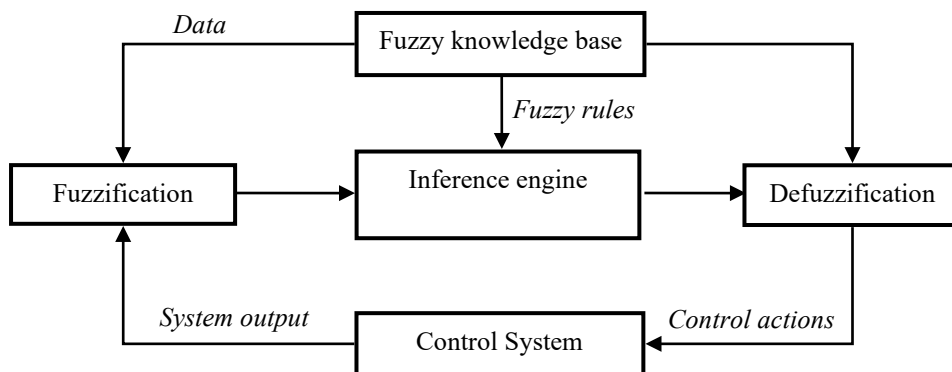 Data
Fuzzy knowledge base
Fuzzy rules
Fuzzification
Inference engine
Defuzzification
System output
Control System
Control actions